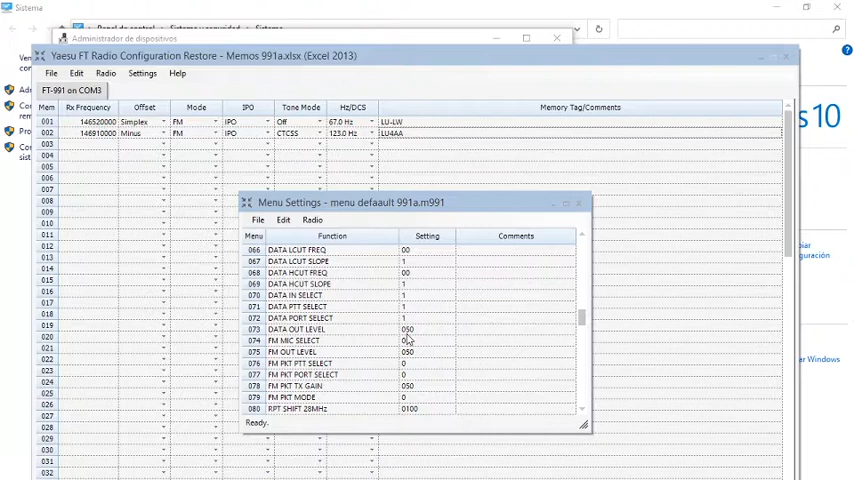 Sistema
Panel de control
Sistema y seguridad
Sistema
Administrador de dispositivos
Yaesu FT Radio Configuration Restore - Memos 991a.xlsx (Excel 2013)
File Edit Radio Settings Help
FT-991 on COM3
Mem Rx Frequency Offset Mode IPO Tone Mode Hz/DCS Memory Tag/Comments
001 146520000 Simplex FM IPO Off 67.0 Hz LU-LW
002 146910000 Minus FM IPO CTCSS 123.0 Hz LU4AA
003
004
005
006
007
008
009
010
011
012
013
014
015
016
017
018
019
020
021
022
023
024
025
026
027
028
029
030
031
032
Menu Settings - menu defaault 991a.m991
File Edit Radio
Menu Function Setting Comments
066 DATA LCUT FREQ 00
067 DATA LCUT SLOPE 1
068 DATA HCUT FREQ 00
069 DATA HCUT SLOPE 1
070 DATA IN SELECT 1
071 DATA PTT SELECT 1
072 DATA PORT SELECT 1
073 DATA OUT LEVEL 050
074 FM MIC SELECT 0
075 FM OUT LEVEL 050
076 FM PKT PTT SELECT 0
077 FM PKT PORT SELECT 0
078 FM PKT TX GAIN 050
079 FM PKT MODE 0
080 RPT SHIFT 28MHz 0100
Ready.
s10
configuración
ar Windows